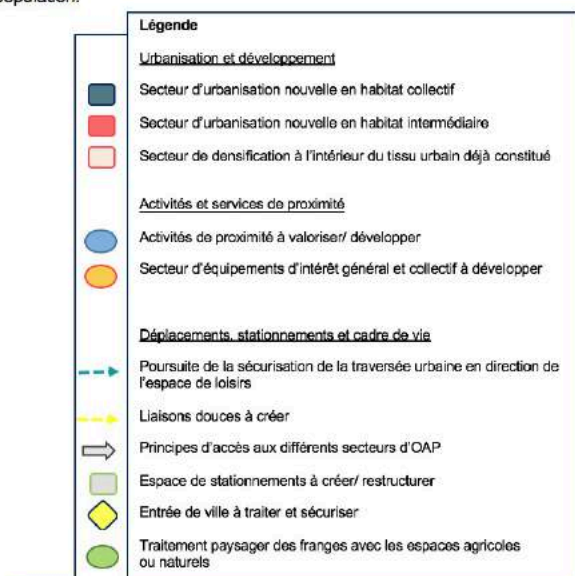 Légende
Urbanisation et développement
Secteur d'urbanisation nouvelle en habitat collectif
Secteur d'urbanisation nouvelle en habitat intermédiaire
Secteur de densification à l'intérieur du tissu urbain déjà constitué
Activités et services de proximité
Activités de proximité à valoriser/ développer
Secteur d'équipements d'intérêt général et collectif à développer
Déplacements, stationnements et cadre de vie
Poursuite de la sécurisation de la traversée urbaine en direction de
l'espace de loisirs
Liaisons douces à créer
Principes d'accès aux différents secteurs d'OAP
Espace de stationnements à créer/ restructurer
Entrée de ville à traiter et sécuriser
Traitement paysager des franges avec les espaces agricoles
ou naturels